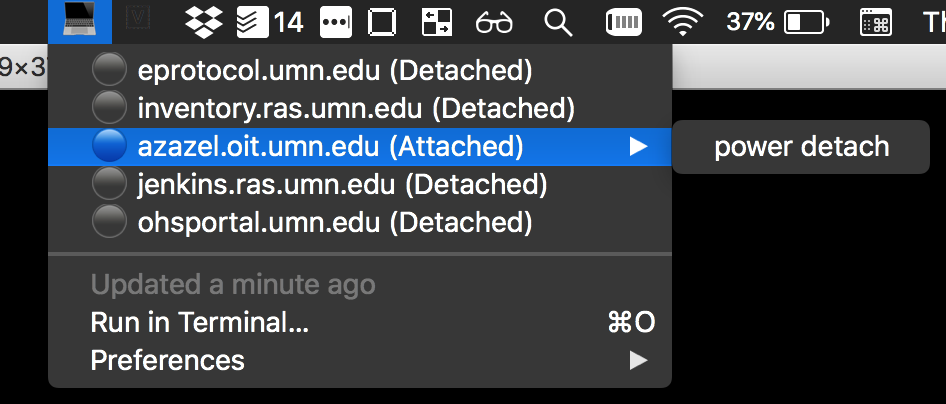 14
37%
Th
9×3
eprotocol.umn.edu (Detached)
inventory.ras.umn.edu (Detached)
azazel.oit.umn.edu (Attached)
power detach
jenkins.ras.umn.edu (Detached)
ohsportal.umn.edu (Detached)
Updated a minute ago
Run in Terminal... ⌘O
Preferences